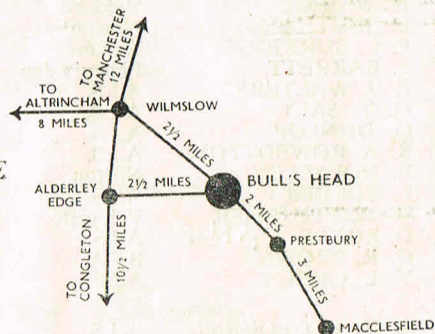 TO
MANCHESTER
12 MILES
TO
ALTRINCHAM
8 MILES
WILMSLOW
2½ MILES
E
ALDERLEY
EDGE
2½ MILES
BULL'S HEAD
2 MILES
TO
CONGLETON
10½ MILES
PRESTBURY
3 MILES
MACCLESFIELD